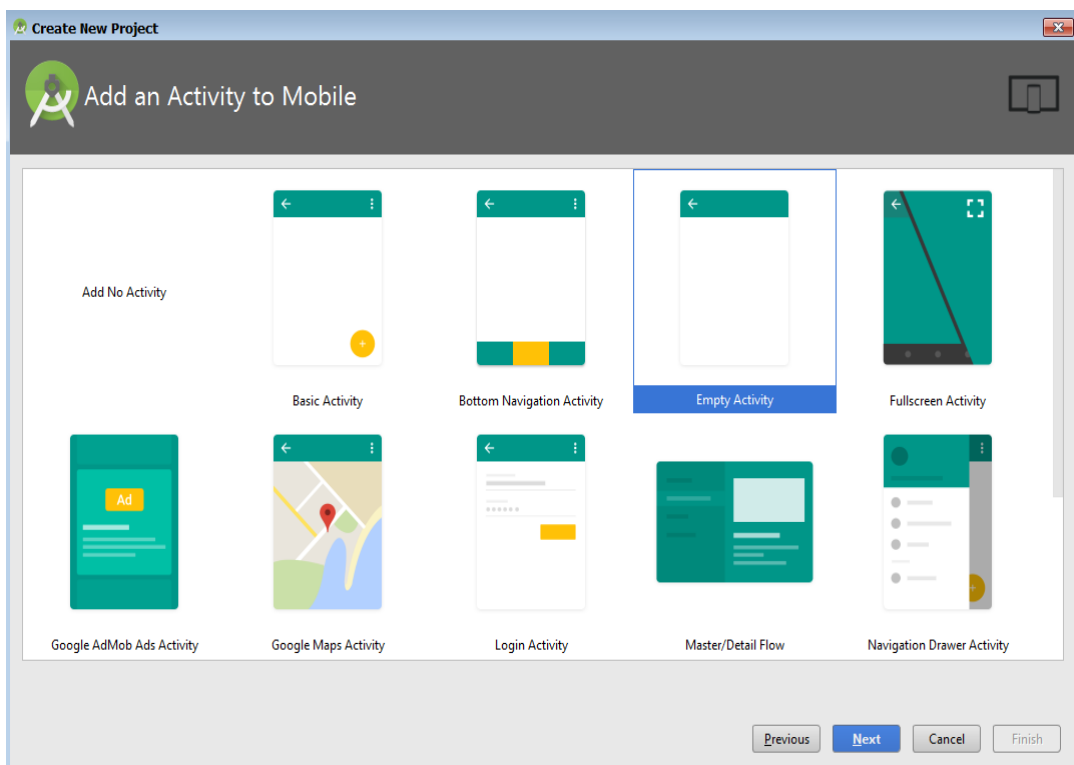 Create New Project
Add an Activity to Mobile
Add No Activity
Basic Activity
Bottom Navigation Activity
Empty Activity
Fullscreen Activity
Ad
Google AdMob Ads Activity
Google Maps Activity
Login Activity
Master/Detail Flow
Navigation Drawer Activity
Previous
Next
Cancel
Finish